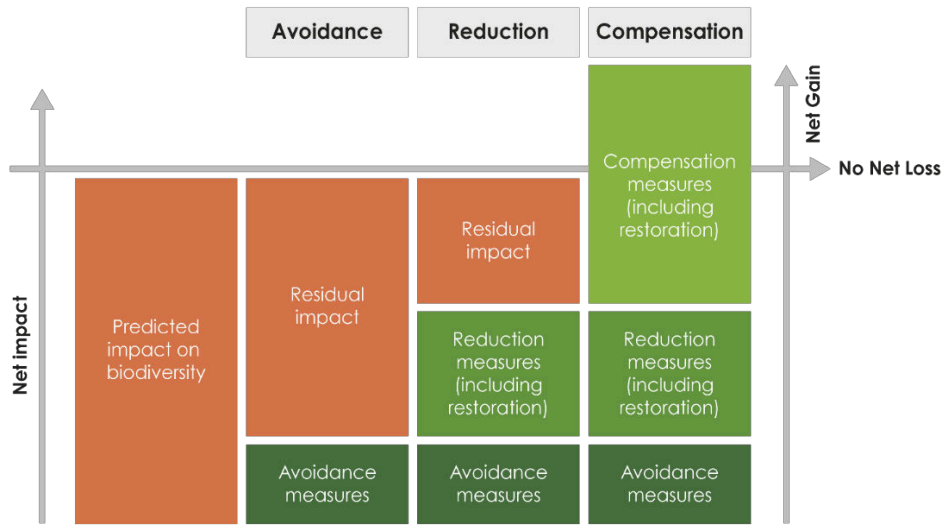 Avoidance
Reduction
Compensation
Net Gain
No Net Loss
Net impact
Predicted
impact on
biodiversity
Residual
impact
Avoidance
measures
Residual
impact
Reduction
measures
(including
restoration)
Avoidance
measures
Compensation
measures
(including
restoration)
Reduction
measures
(including
restoration)
Avoidance
measures